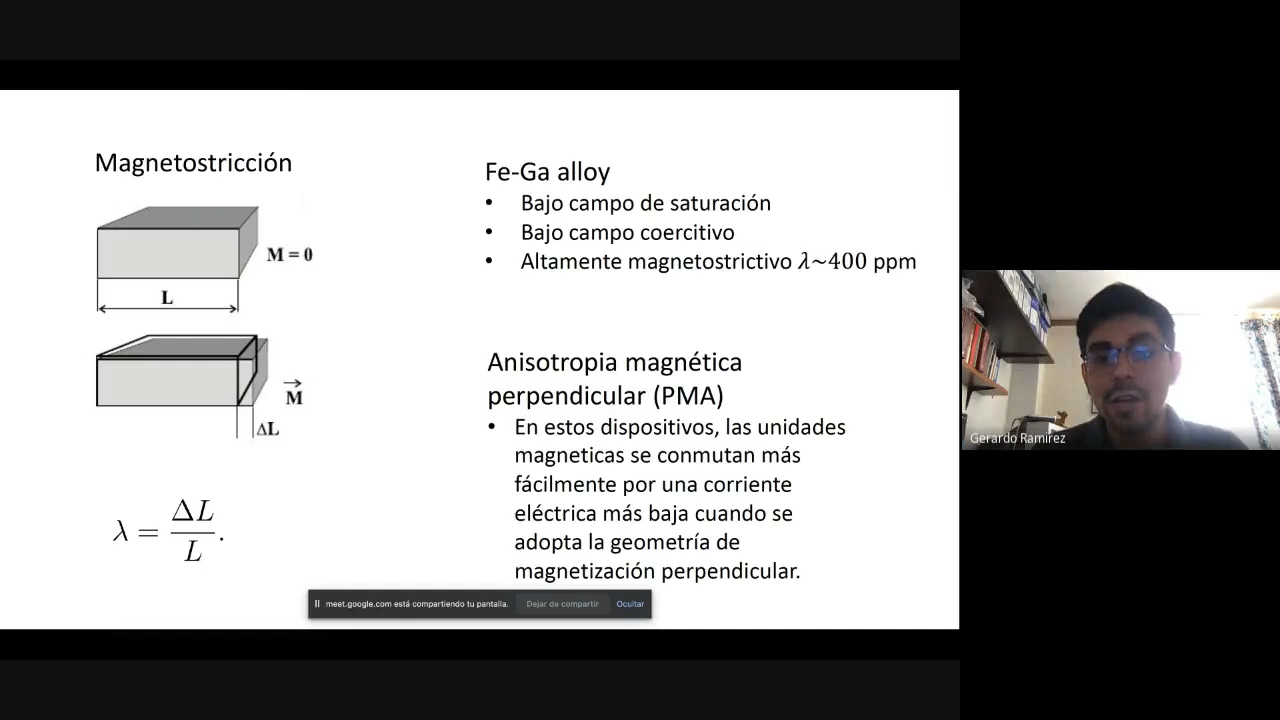 Magnetostricción
M = 0
L
M
ΔL
λ = ΔL / L.
Fe-Ga alloy
• Bajo campo de saturación
• Bajo campo coercitivo
• Altamente magnetostrictivo λ~400 ppm
Anisotropia magnética
perpendicular (PMA)
• En estos dispositivos, las unidades
magneticas se conmutan más
fácilmente por una corriente
eléctrica más baja cuando se
adopta la geometría de
magnetización perpendicular.
meet.google.com está compartiendo tu pantalla.
Dejar de compartir
Ocultar
Gerardo Ramírez